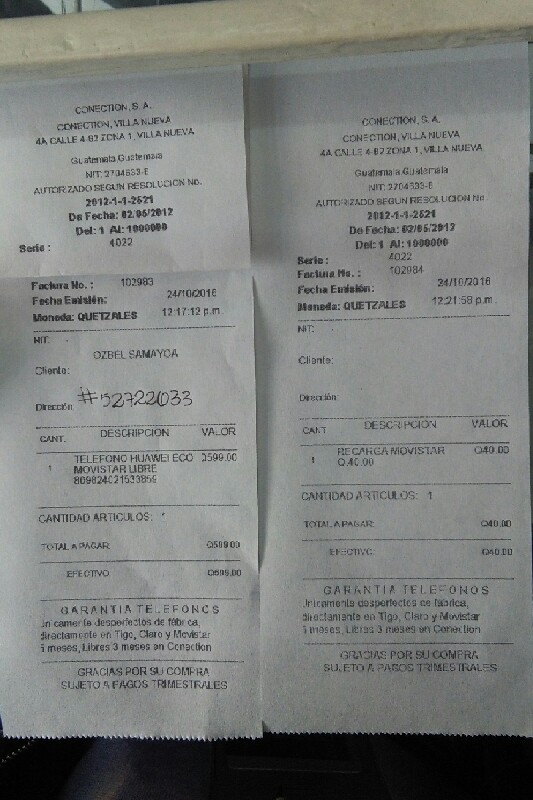 CONECTION, S.A.
CONECTION, VILLA NUEVA
4A CALLE 4-82 ZONA 1, VILLA NUEVA
Guatemala Guatemala
NIT: 2704533-E
AUTORIZADO SEGUN RESOLUCION No.
2012-1-1-2521
De Fecha: 02/05/2012
Del: 1 Al: 1000000
Serie : 4022
Factura No. : 102983
Fecha Emisión: 24/10/2016
Moneda: QUETZALES 12:17:12 p.m.
NIT: -
OZBEL SAMAYOA
Cliente:
Dirección #52722033
CANT. DESCRIPCION VALOR
1 TELEFONO HUAWEI ECO Q599.00
MOVISTAR LIBRE
CANTIDAD ARTICULOS: 1
TOTAL A PAGAR: Q599.00
EFECTIVO: Q599.00
GARANTIA TELEFONOS
Unicamente desperfectos de fábrica,
directamente en Tigo, Claro y Movistar
meses, Libres 3 meses en Conection
GRACIAS POR SU COMPRA
SUJETO A PAGOS TRIMESTRALES
CONECTION, S.A.
CONECTION, VILLA NUEVA
4A CALLE 4-82 ZONA 1, VILLA NUEVA
Guatemala Guatemala
NIT: 2704533-E
AUTORIZADO SEGUN RESOLUCION No.
2012-1-1-2521
De Fecha: 02/05/2012
Del: 1 Al: 1000000
Serie : 4022
Factura No. : 102984
Fecha Emisión: 24/10/2016
Moneda: QUETZALES 12:21:58 p.m.
NIT:
Cliente:
Dirección
CANT DESCRIPCION VALOR
1 RECARGA MOVISTAR Q40.00
Q 40.00
CANTIDAD ARTICULOS: 1
TOTAL A PAGAR: Q40.00
EFECTIVO: Q40.00
GARANTIA TELEFONOS
Unicamente desperfectos de fábrica,
directamente en Tigo, Claro y Movistar
meses, Libres 3 meses en Conection
GRACIAS POR SU COMPRA
SUJETO A PAGOS TRIMESTRALES